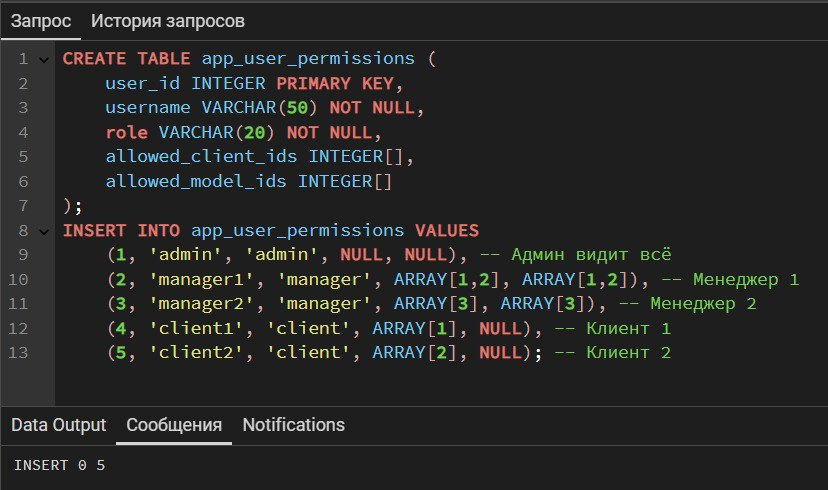 Запрос История запросов
1 CREATE TABLE app_user_permissions (
2     user_id INTEGER PRIMARY KEY,
3     username VARCHAR(50) NOT NULL,
4     role VARCHAR(20) NOT NULL,
5     allowed_client_ids INTEGER[],
6     allowed_model_ids INTEGER[]
7 );
8 INSERT INTO app_user_permissions VALUES
9     (1, 'admin', 'admin', NULL, NULL), -- Админ видит всё
10     (2, 'manager1', 'manager', ARRAY[1,2], ARRAY[1,2]), -- Менеджер 1
11     (3, 'manager2', 'manager', ARRAY[3], ARRAY[3]), -- Менеджер 2
12     (4, 'client1', 'client', ARRAY[1], NULL), -- Клиент 1
13     (5, 'client2', 'client', ARRAY[2], NULL); -- Клиент 2
Data Output Сообщения Notifications
INSERT 0 5